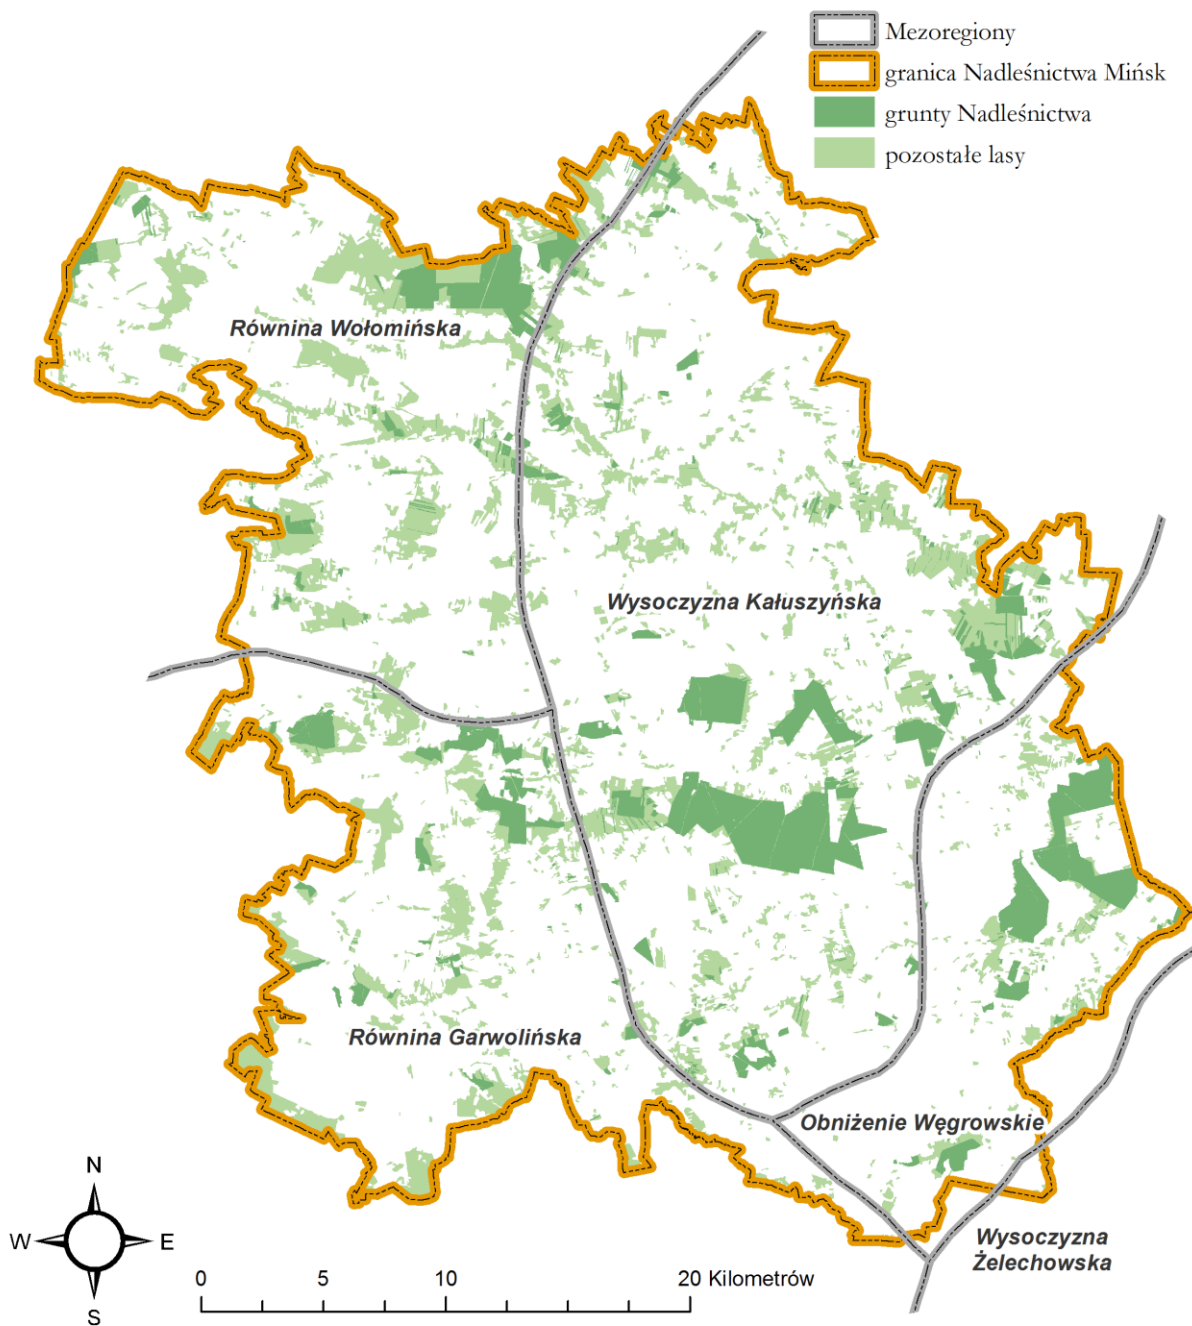 Mezoregiony
granica Nadleśnictwa Mińsk
grunty Nadleśnictwa
pozostałe lasy
Równina Wołomińska
Wysoczyzna Kałuszyńska
Równina Garwolińska
Obniżenie Węgrowskie
Wysoczyzna
Żelechowska
N
W E
S
0 5 10 20 Kilometrów